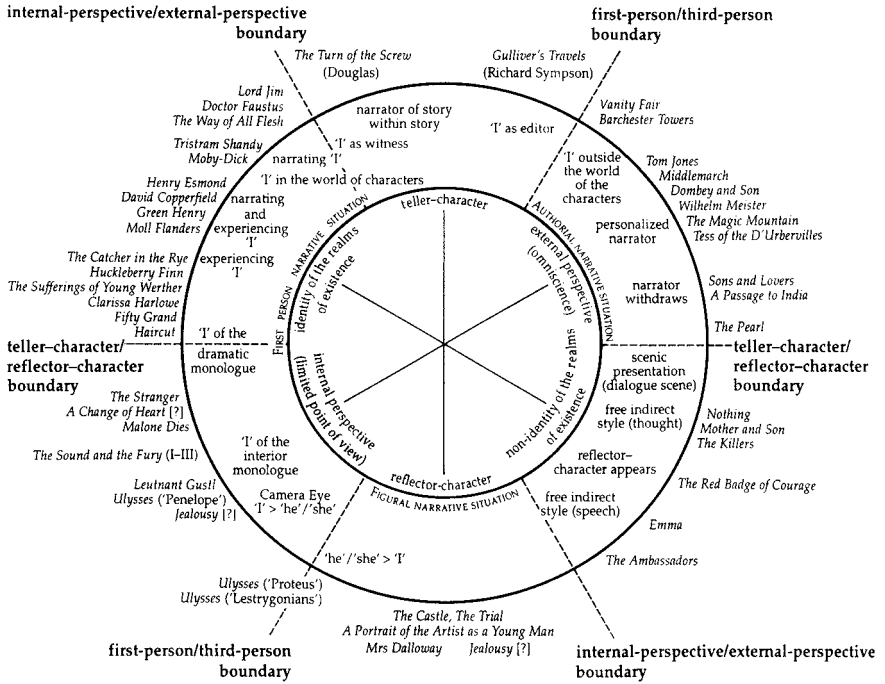 internal-perspective/external-perspective
boundary
first-person/third-person
boundary
The Turn of the Screw
(Douglas)
Gulliver's Travels
(Richard Sympson)
Lord Jim
Doctor Faustus
The Way of All Flesh
Tristram Shandy
Moby-Dick
Henry Esmond
David Copperfield
Green Henry
Moll Flanders
The Catcher in the Rye
Huckleberry Finn
The Sufferings of Young Werther
Clarissa Harlowe
Fifty Grand
Haircut
teller–character/
reflector–character
boundary
The Stranger
A Change of Heart [?]
Malone Dies
The Sound and the Fury (I–III)
Leutnant Gustl
Ulysses ('Penelope')
Jealousy [?]
Ulysses ('Proteus')
Ulysses ('Lestrygonians')
first-person/third-person
boundary
narrator of story
within story
'I' as editor
'I' as witness
narrating 'I'
'I' in the world of characters
narrating
and
experiencing
'I'
experiencing
'I'
'I' of the
dramatic
monologue
'I' of the
interior
monologue
Camera Eye
'I' > 'he'/'she'
'he'/'she' > 'I'
FIRST PERSON NARRATIVE SITUATION
identity of the realms
of existence
teller–character
AUTHORIAL NARRATIVE SITUATION
external perspective
(omniscience)
internal perspective
(limited point of view)
non-identity of the realms
of existence
reflector-character
FIGURAL NARRATIVE SITUATION
'I' outside
the world
of the
characters
personalized
narrator
narrator
withdraws
scenic
presentation
(dialogue scene)
free indirect
style (thought)
reflector–
character appears
free indirect
style (speech)
Vanity Fair
Barchester Towers
Tom Jones
Middlemarch
Dombey and Son
Wilhelm Meister
The Magic Mountain
Tess of the D'Urbervilles
Sons and Lovers
A Passage to India
The Pearl
teller–character/
reflector–character
boundary
Nothing
Mother and Son
The Killers
The Red Badge of Courage
Emma
The Ambassadors
The Castle, The Trial
A Portrait of the Artist as a Young Man
Mrs Dalloway Jealousy [?]
internal-perspective/external-perspective
boundary